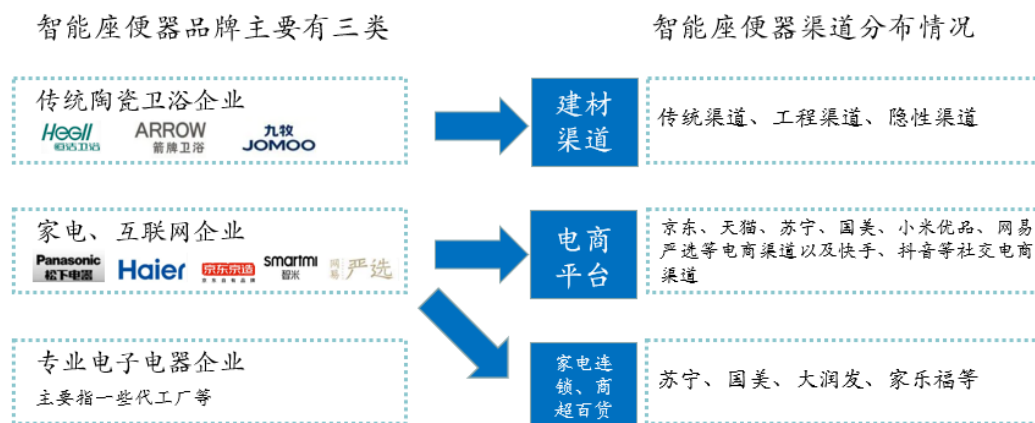 智能座便器品牌主要有三类
智能座便器渠道分布情况
传统陶瓷卫浴企业
HeGll
恒洁卫浴
ARROW
箭牌卫浴
九牧
JOMOO
建材
渠道
传统渠道、工程渠道、隐性渠道
家电、互联网企业
Panasonic
松下电器
Haier
京东京造
京东自有品牌
smartmi
智米
网易严选
电商
平台
京东、天猫、苏宁、国美、小米优品、网易
严选等电商渠道以及快手、抖音等社交电商
渠道
专业电子电器企业
主要指一些代工厂等
家电连
锁、商
超百货
苏宁、国美、大润发、家乐福等